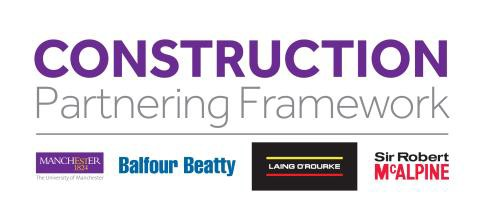 CONSTRUCTION
Partnering Framework
MANCHESTER
1824
The University of Manchester
Balfour Beatty
LAING O'ROURKE
Sir Robert
McALPINE